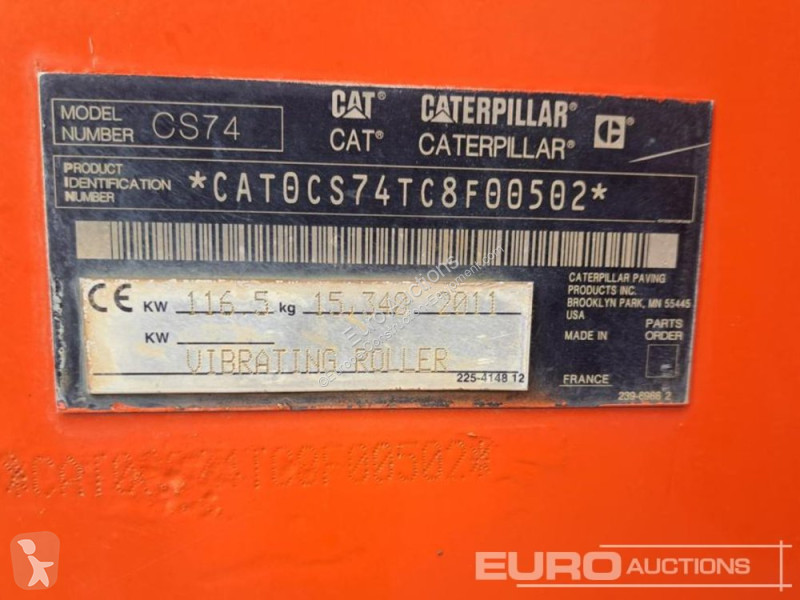 MODEL
NUMBER CS74
CAT CATERPILLAR
CAT® CATERPILLAR® C
PRODUCT
IDENTIFICATION
NUMBER
*CAT0CS74TC8F00502*
CE KW 116.5 kg 15,340 2011
KW
VIBRATING ROLLER
225-4148 12
CATERPILLAR PAVING
PRODUCTS INC.
BROOKLYN PARK, MN 55445
USA
MADE IN
PARTS
ORDER
FRANCE
239-6988 2
*CAT0CS74TC8F00502*
EURO AUCTIONS